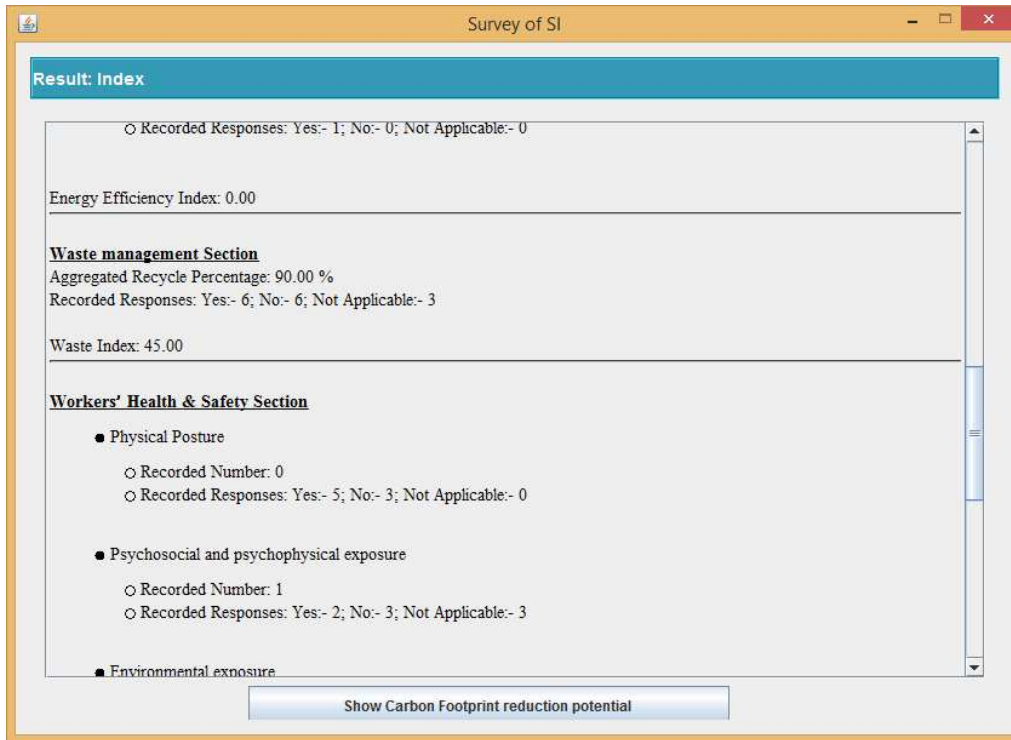 Survey of SI
Result: Index
Recorded Responses: Yes:- 1; No:- 0; Not Applicable:- 0
Energy Efficiency Index: 0.00
Waste management Section
Aggregated Recycle Percentage: 90.00 %
Recorded Responses: Yes:- 6; No:- 6; Not Applicable:- 3
Waste Index: 45.00
Workers' Health & Safety Section
Physical Posture
Recorded Number: 0
Recorded Responses: Yes:- 5; No:- 3; Not Applicable:- 0
Psychosocial and psychophysical exposure
Recorded Number: 1
Recorded Responses: Yes:- 2; No:- 3; Not Applicable:- 3
Environmental exposure
Show Carbon Footprint reduction potential